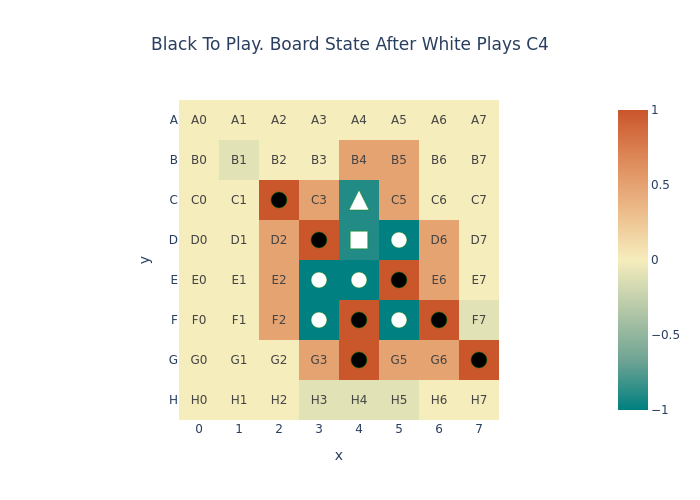 Black To Play. Board State After White Plays C4
A A0 A1 A2 A3 A4 A5 A6 A7
B B0 B1 B2 B3 B4 B5 B6 B7
C C0 C1 C3 C5 C6 C7
D D0 D1 D2 D6 D7
E E0 E1 E2 E6 E7
F F0 F1 F2 F7
G G0 G1 G2 G3 G5 G6
H H0 H1 H2 H3 H4 H5 H6 H7
0 1 2 3 4 5 6 7
x
y
1
0.5
0
−0.5
−1